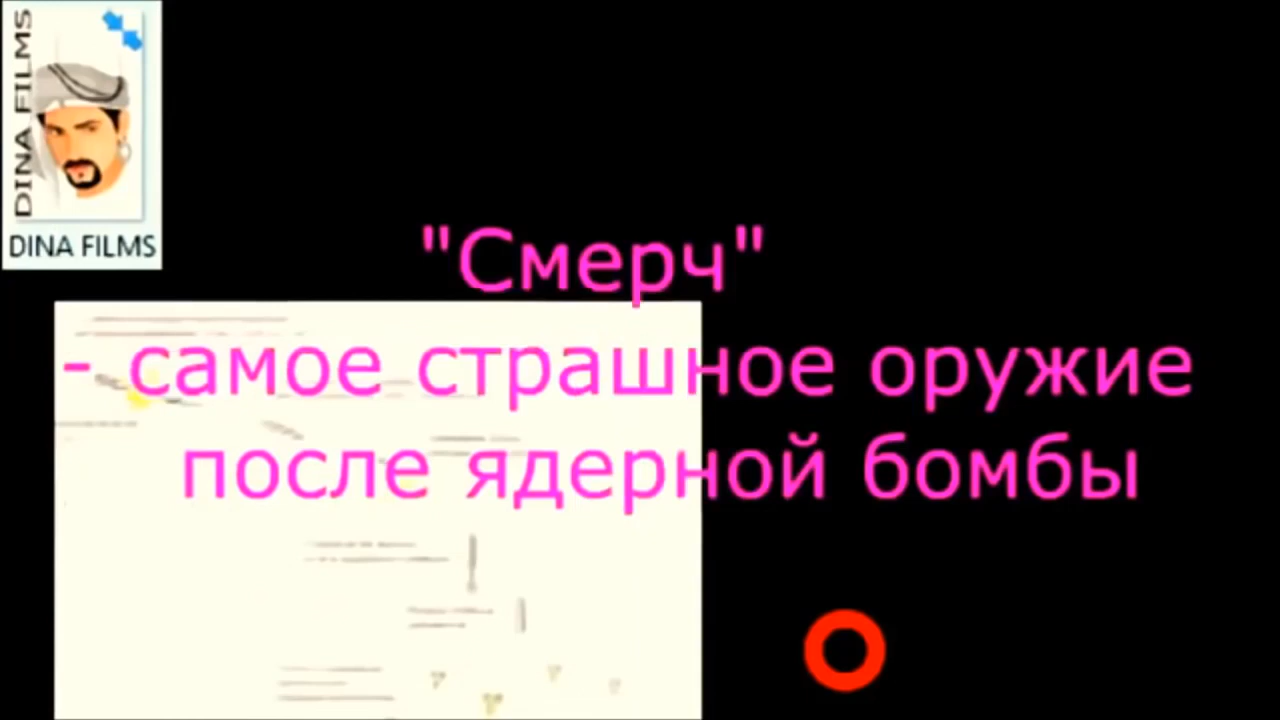 DINA FILMS
DINA FILMS
"Смерч"
- самое страшное оружие
после ядерной бомбы